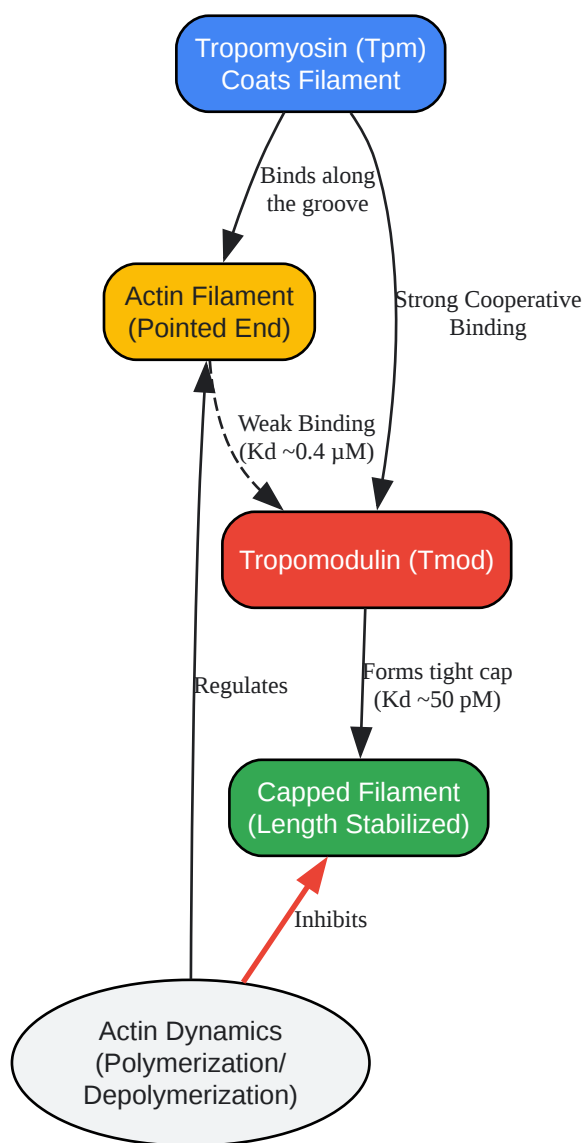 Tropomyosin (Tpm)
Coats Filament
Binds along
the groove
Actin Filament
(Pointed End)
Strong Cooperative
Binding
Weak Binding
(Kd ~0.4 µM)
Tropomodulin (Tmod)
Regulates
Forms tight cap
(Kd ~50 pM)
Capped Filament
(Length Stabilized)
Inhibits
Actin Dynamics
(Polymerization/
Depolymerization)